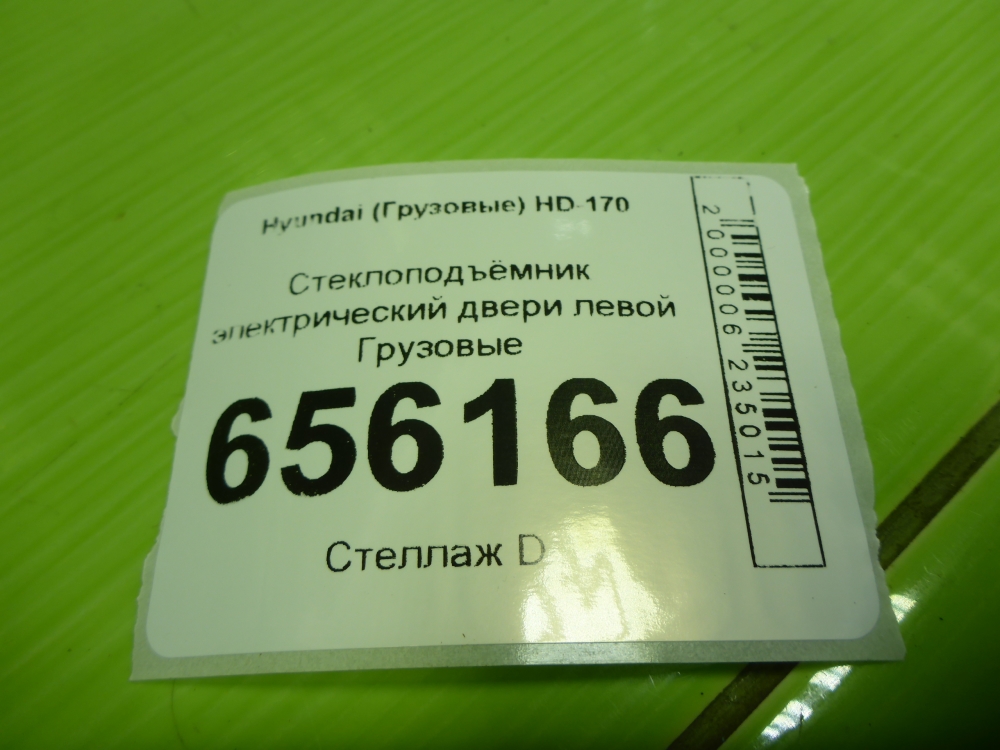 Hyundai (Грузовые) HD-170
Стеклоподъёмник
электрический двери левой
Грузовые
656166
Стеллаж D
2000006235015